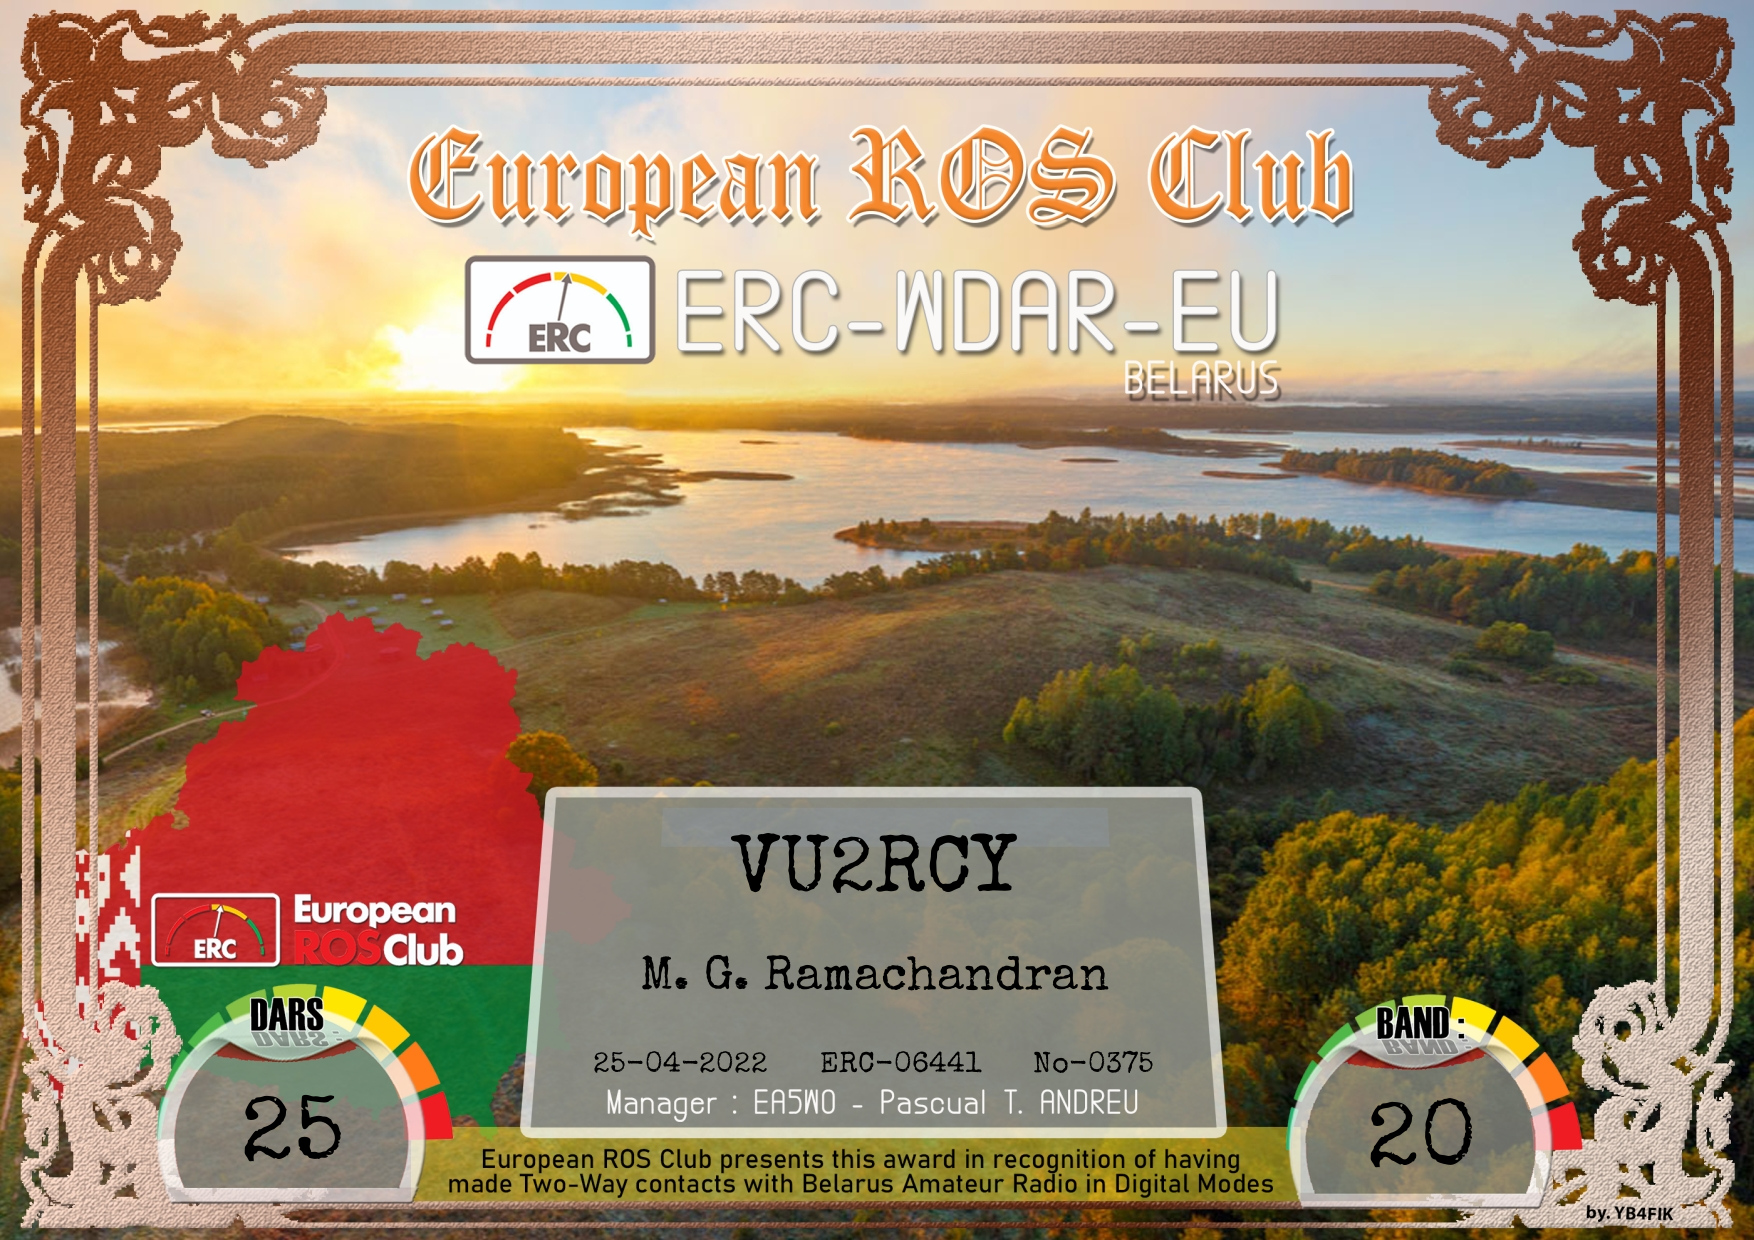 European ROS Club
ERC
ERC-WDAR-EU
BELARUS
VU2RCY
M. G. Ramachandran
25-04-2022 ERC-06441 No-0375
Manager : EA5WO - Pascual T. ANDREU
ERC
European
ROSClub
DARS :
25
BAND :
20
European ROS Club presents this award in recognition of having
made Two-Way contacts with Belarus Amateur Radio in Digital Modes
by. YB4FIK